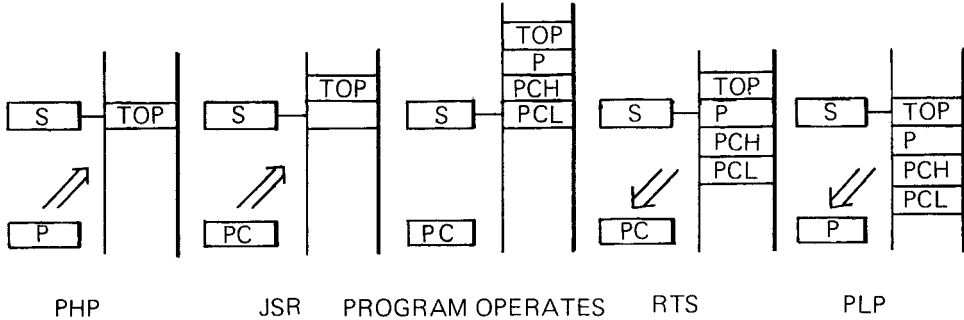 S TOP
P
PHP
TOP
S
PC
JSR
TOP
P
PCH
S PCL
PC
PROGRAM OPERATES
TOP
S P
PCH
PCL
PC
RTS
S TOP
P
PCH
PCL
P
PLP